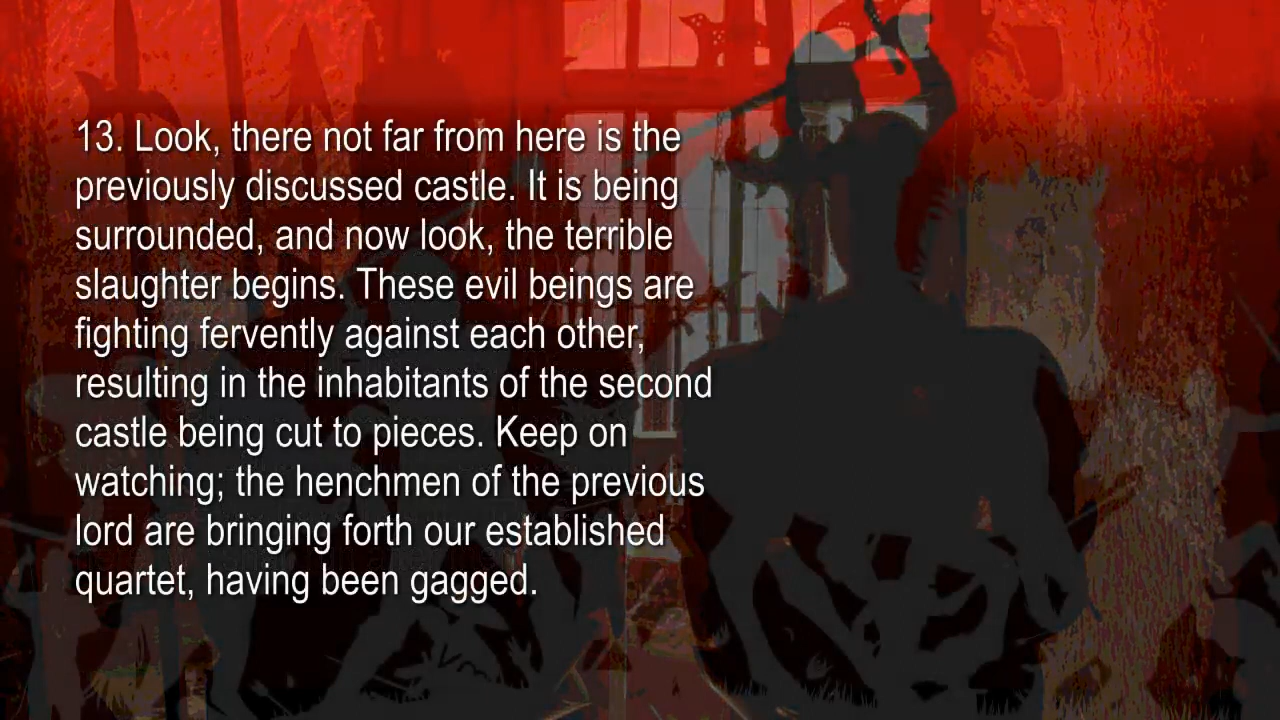 13. Look, there not far from here is the
previously discussed castle. It is being
surrounded, and now look, the terrible
slaughter begins. These evil beings are
fighting fervently against each other,
resulting in the inhabitants of the second
castle being cut to pieces. Keep on
watching; the henchmen of the previous
lord are bringing forth our established
quartet, having been gagged.